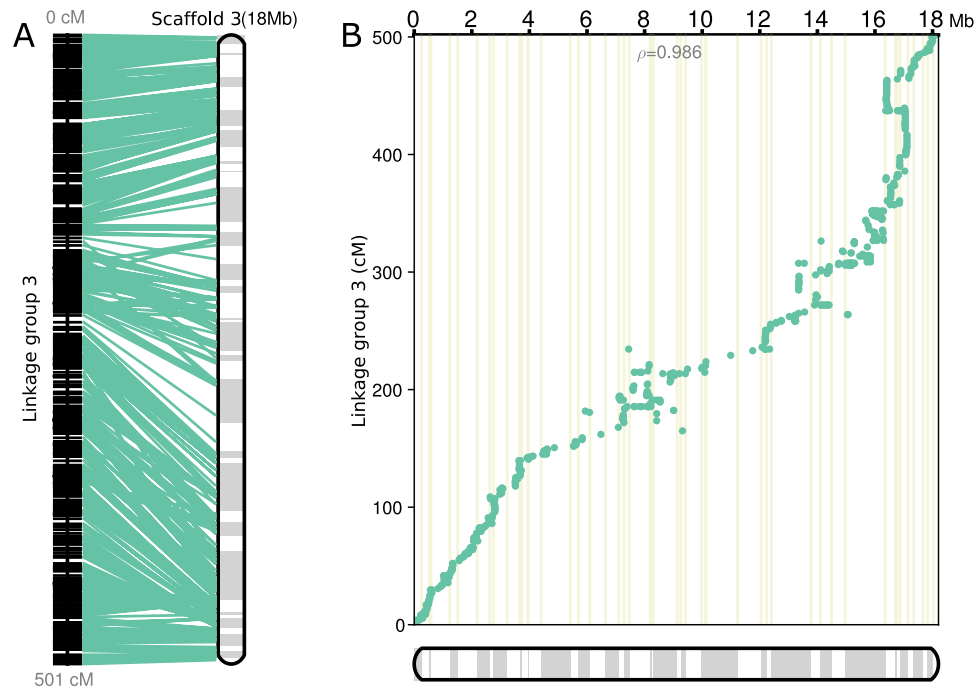 A
0 cM
Scaffold 3(18Mb)
Linkage group 3
501 cM
B
0 2 4 6 8 10 12 14 16 18 Mb
ρ=0.986
500
400
300
200
100
0
Linkage group 3 (cM)